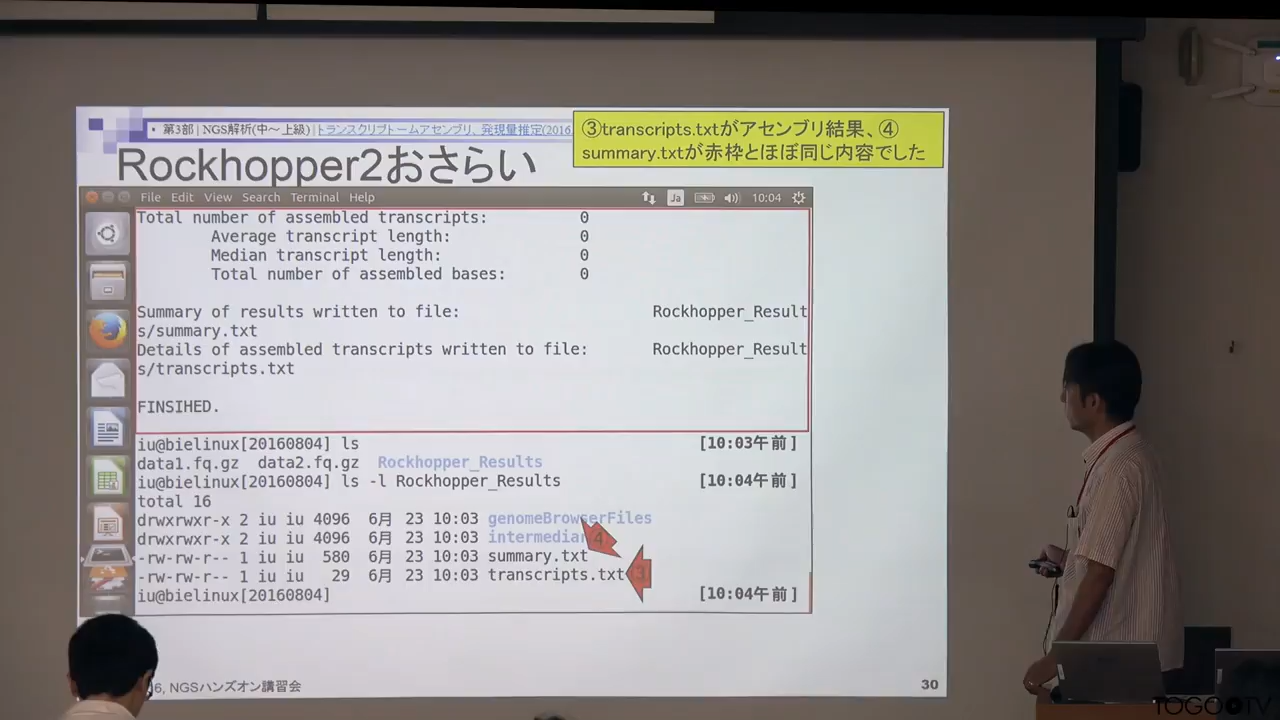 • 第3部 | NGS解析(中～上級) | トランスクリプトームアセンブリ、発現量推定(2016.
③transcripts.txtがアセンブリ結果、④
summary.txtが赤枠とほぼ同じ内容でした
Rockhopper2おさらい
File Edit View Search Terminal Help Ja 10:04
Total number of assembled transcripts: 0
Average transcript length: 0
Median transcript length: 0
Total number of assembled bases: 0
Summary of results written to file: Rockhopper_Result
s/summary.txt
Details of assembled transcripts written to file: Rockhopper_Result
s/transcripts.txt
FINSIHED.
iu@bielinux[20160804] ls [10:03午前]
data1.fq.gz data2.fq.gz Rockhopper_Results
iu@bielinux[20160804] ls -l Rockhopper_Results [10:04午前]
total 16
drwxrwxr-x 2 iu iu 4096 6月 23 10:03 genomeBrowserFiles
drwxrwxr-x 2 iu iu 4096 6月 23 10:03 intermediar
④
-rw-rw-r-- 1 iu iu 580 6月 23 10:03 summary.txt
-rw-rw-r-- 1 iu iu 29 6月 23 10:03 transcripts.txt
③
iu@bielinux[20160804] [10:04午前]
6, NGSハンズオン講習会
30
TOGOTV